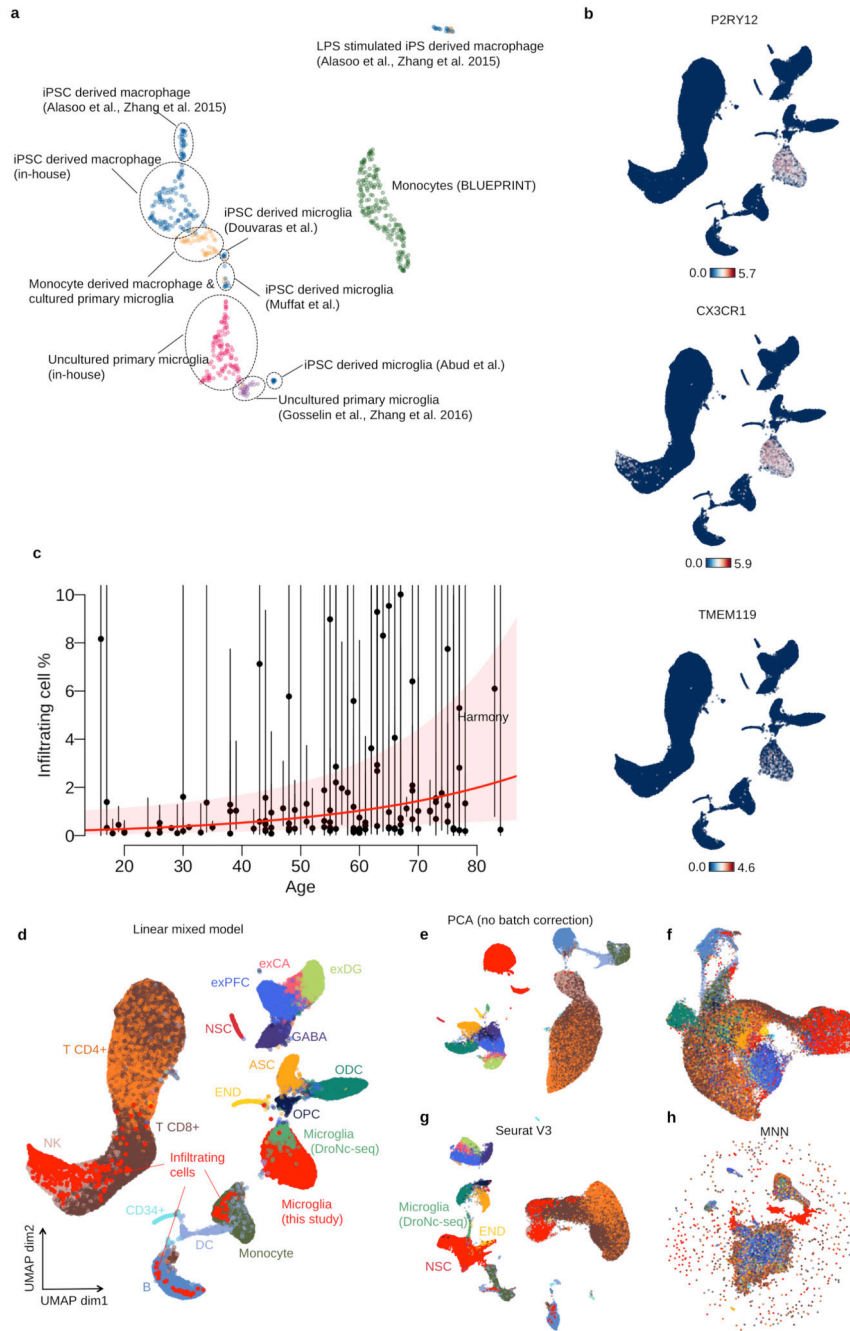 a
LPS stimulated iPS derived macrophage
(Alasoo et al., Zhang et al. 2015)
iPSC derived macrophage
(Alasoo et al., Zhang et al. 2015)
iPSC derived macrophage
(in-house)
Monocytes (BLUEPRINT)
iPSC derived microglia
(Douvaras et al.)
Monocyte derived macrophage &
cultured primary microglia
iPSC derived microglia
(Muffat et al.)
Uncultured primary microglia
(in-house)
iPSC derived microglia (Abud et al.)
Uncultured primary microglia
(Gosselin et al., Zhang et al. 2016)
b
P2RY12
0.0 5.7
CX3CR1
0.0 5.9
TMEM119
0.0 4.6
c
Infiltrating cell %
10
8
6
4
2
0
Harmony
20 30 40 50 60 70 80
Age
d
Linear mixed model
exCA
exDG
exPFC
NSC
GABA
T CD4+
ASC
ODC
END
OPC
T CD8+
Microglia
(DroNc-seq)
NK
Infiltrating
cells
Microglia
(this study)
CD34+
DC
Monocyte
B
UMAP dim2
UMAP dim1
PCA (no batch correction)
e
f
g
Seurat V3
Microglia
(DroNc-seq)
END
NSC
h
MNN